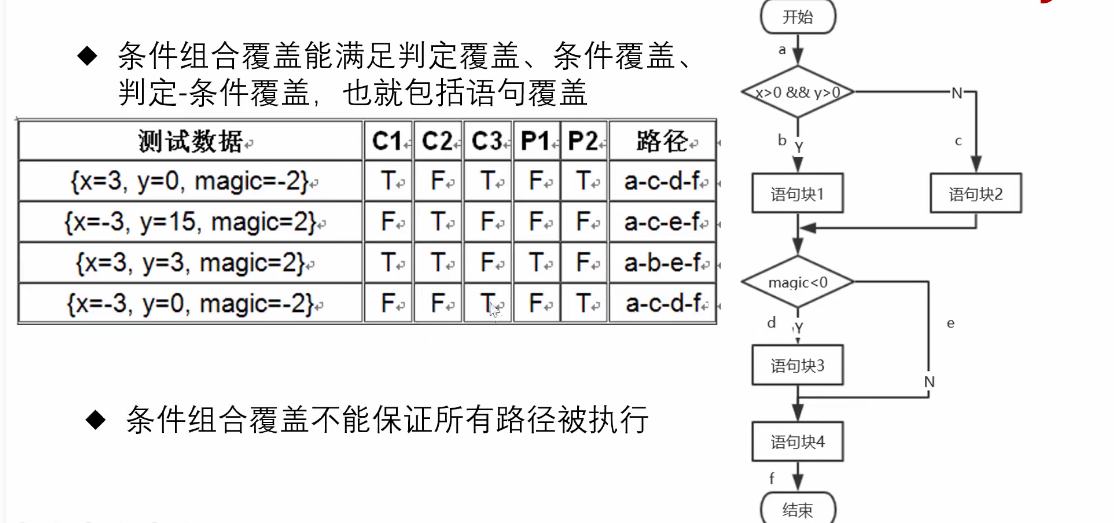 ◆ 条件组合覆盖能满足判定覆盖、条件覆盖、
判定-条件覆盖，也就包括语句覆盖
测试数据 C1 C2 C3 P1 P2 路径
{x=3, y=0, magic=-2} T F T F T a-c-d-f
{x=-3, y=15, magic=2} F T F F F a-c-e-f
{x=3, y=3, magic=2} T T F T F a-b-e-f
{x=-3, y=0, magic=-2} F F T F T a-c-d-f
◆ 条件组合覆盖不能保证所有路径被执行
开始
a
x>0 && y>0
N
b Y
c
语句块1
语句块2
magic<0
d Y
e
语句块3
N
语句块4
f
结束